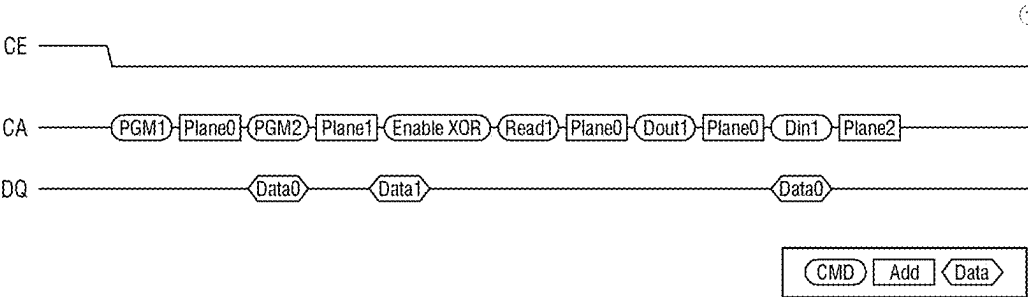 CE
CA PGM1 Plane0 PGM2 Plane1 Enable XOR Read1 Plane0 Dout1 Plane0 Din1 Plane2
DQ Data0 Data1 Data0
CMD Add Data